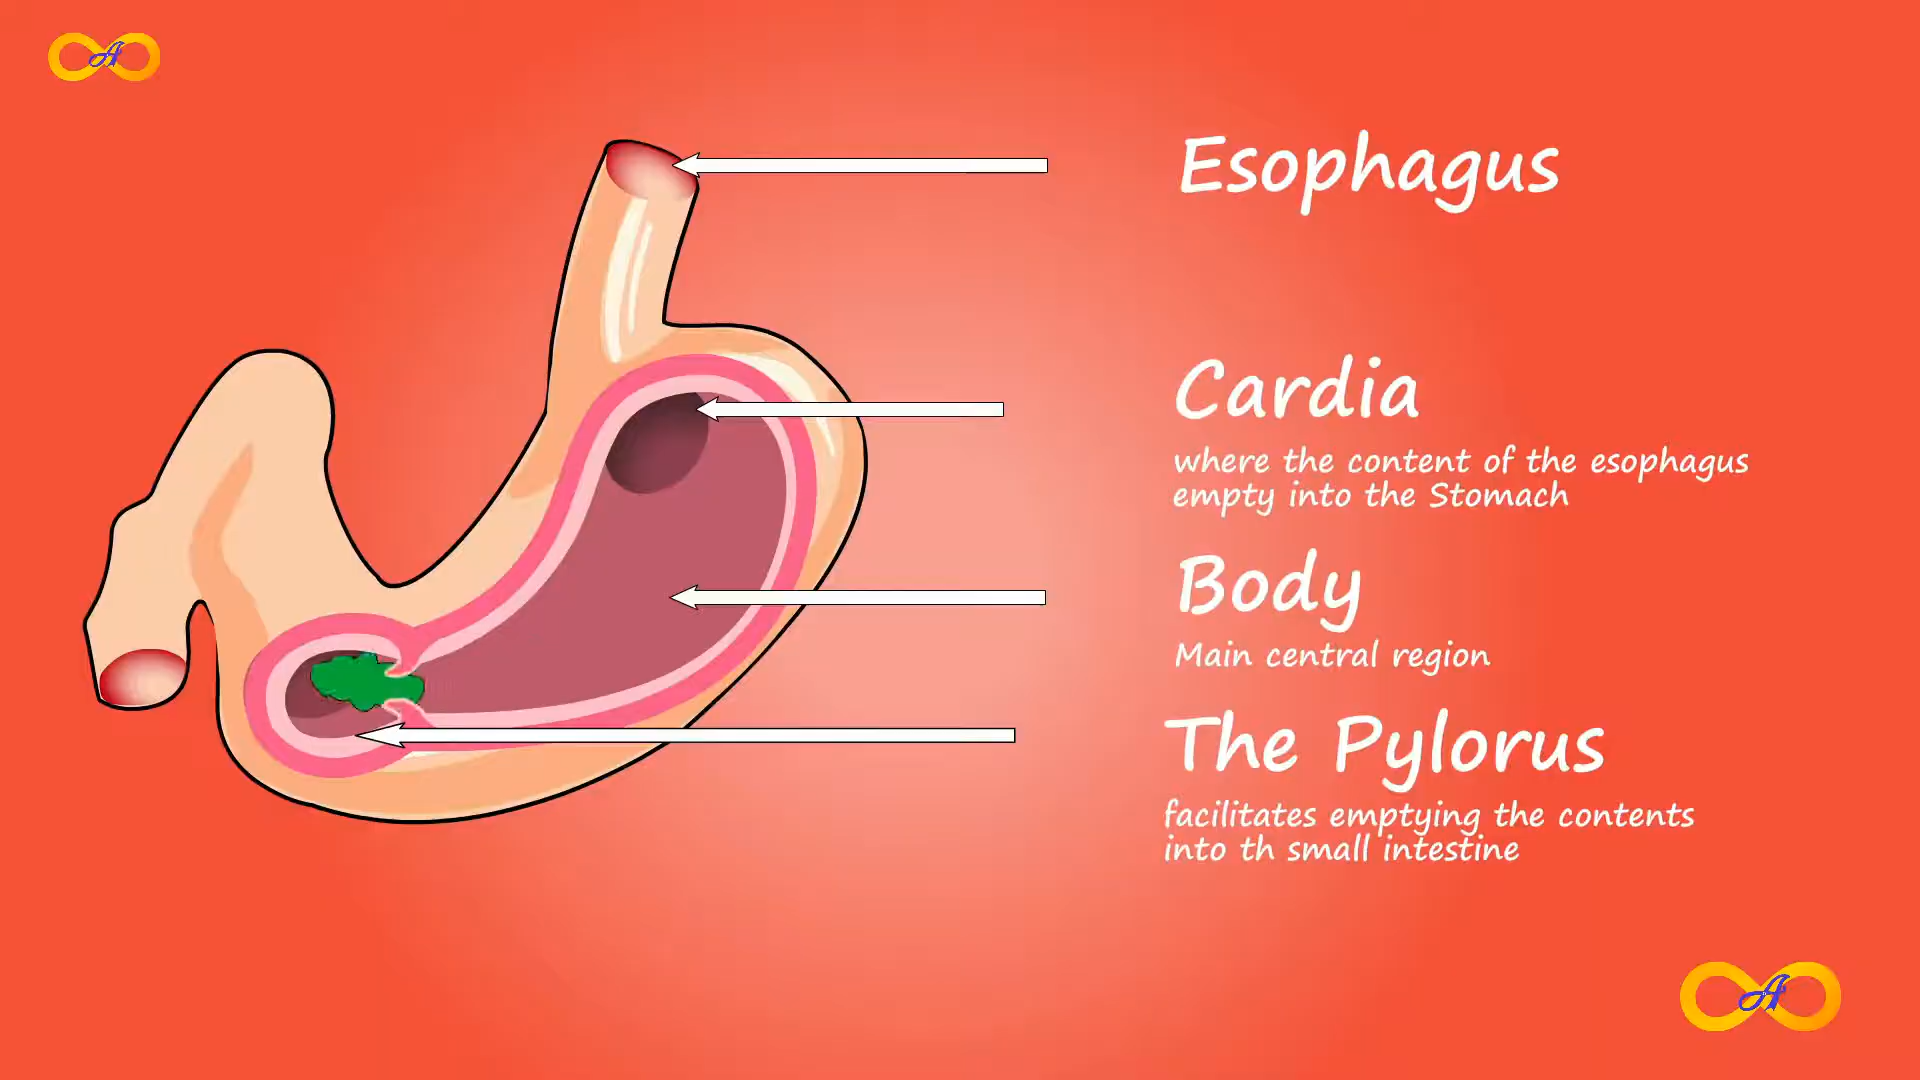 A
Esophagus
Cardia
where the content of the esophagus
empty into the Stomach
Body
Main central region
The Pylorus
facilitates emptying the contents
into th small intestine
A